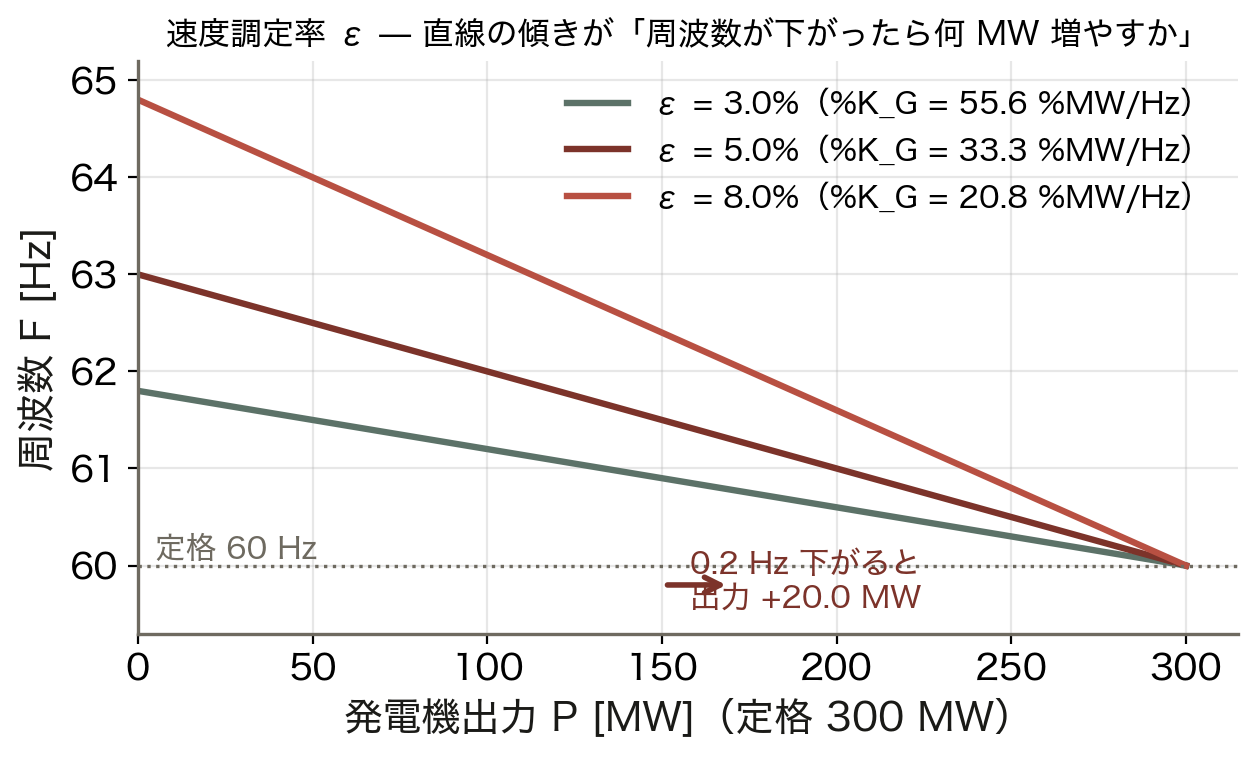 速度調定率 ε — 直線の傾きが「周波数が下がったら何 MW 増やすか」
ε = 3.0%（%K_G = 55.6 %MW/Hz）
ε = 5.0%（%K_G = 33.3 %MW/Hz）
ε = 8.0%（%K_G = 20.8 %MW/Hz）
周波数 F [Hz]
65
64
63
62
61
60
定格 60 Hz
0.2 Hz 下がると
出力 +20.0 MW
0 50 100 150 200 250 300
発電機出力 P [MW]（定格 300 MW）